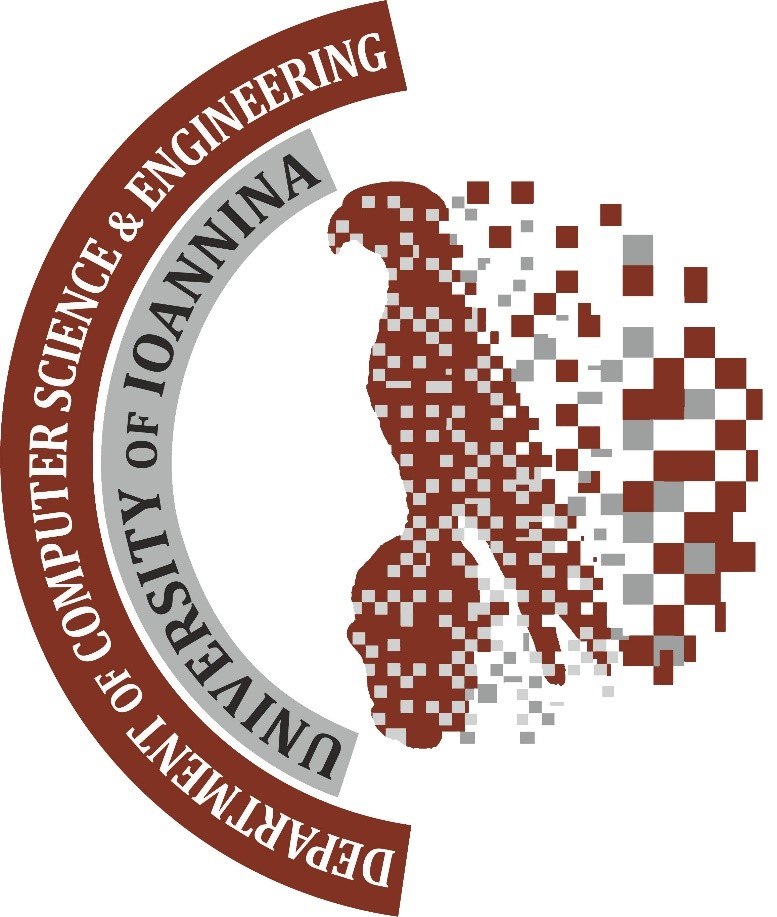 DEPARTMENT OF COMPUTER SCIENCE & ENGINEERING
UNIVERSITY OF IOANNINA